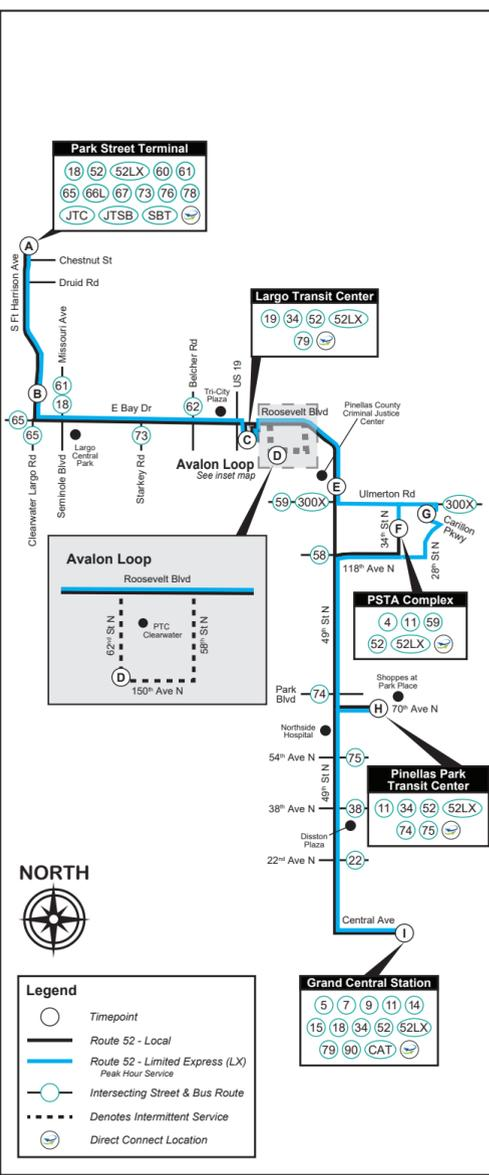 Park Street Terminal
18 52 52LX 60 61
65 66L 67 73 76 78
JTC JTSB SBT
A
Chestnut St
Druid Rd
S Ft Harrison Ave
Largo Transit Center
19 34 52 52LX
79
Missouri Ave
61
18
B
65
65
E Bay Dr
Belcher Rd
62
Tri-City
Plaza
US 19
Roosevelt Blvd
Pinellas County
Criminal Justice
Center
C
D
Clearwater Largo Rd
Seminole Blvd
Largo
Central
Park
73
Starkey Rd
Avalon Loop
See inset map
E
Ulmerton Rd
59 300X
300X
34th St N
F
G
Carillon
Pkwy
58
118th Ave N
28th St N
Avalon Loop
Roosevelt Blvd
62nd St N
PTC
Clearwater
58th St N
D
150th Ave N
PSTA Complex
4 11 59
52 52LX
49th St N
Park
Blvd
74
Shoppes at
Park Place
H
70th Ave N
Northside
Hospital
54th Ave N
75
Pinellas Park
Transit Center
11 34 52 52LX
74 75
49th St N
38th Ave N
38
Disston
Plaza
22nd Ave N
22
NORTH
Central Ave
I
Grand Central Station
5 7 9 11 14
15 18 34 52 52LX
79 90 CAT
Legend
Timepoint
Route 52 - Local
Route 52 - Limited Express (LX)
Peak Hour Service
Intersecting Street & Bus Route
Denotes Intermittent Service
Direct Connect Location